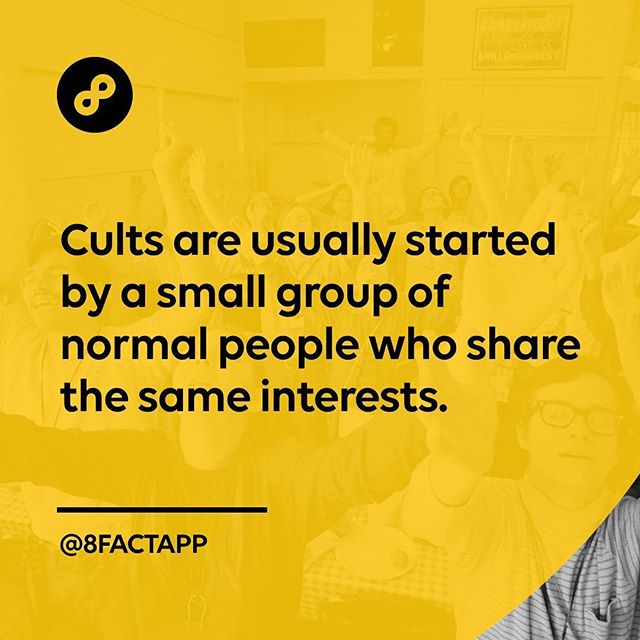 Cults are usually started
by a small group of
normal people who share
the same interests.
@8FACTAPP